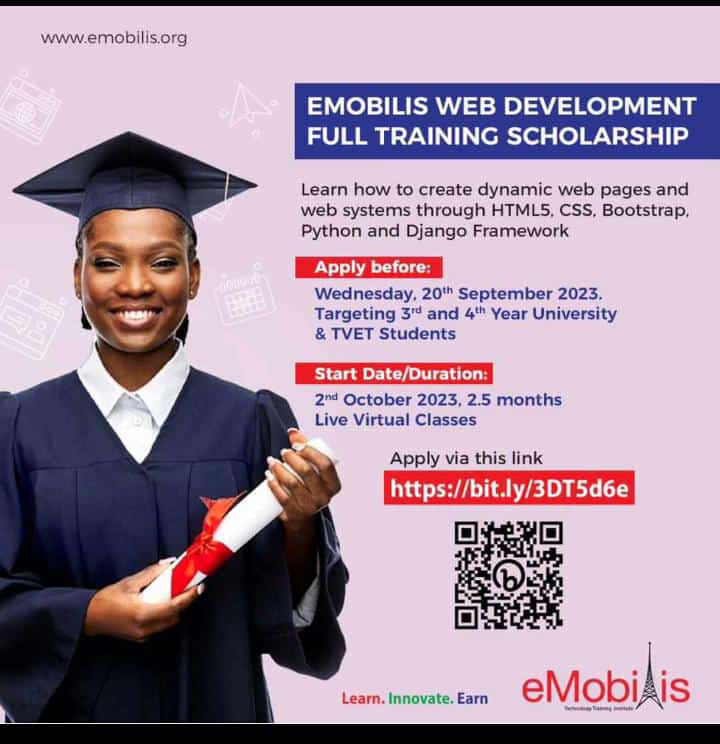 www.emobilis.org
EMOBILIS WEB DEVELOPMENT
FULL TRAINING SCHOLARSHIP
Learn how to create dynamic web pages and
web systems through HTML5, CSS, Bootstrap,
Python and Django Framework
Apply before:
Wednesday, 20th September 2023.
Targeting 3rd and 4th Year University
& TVET Students
Start Date/Duration:
2nd October 2023, 2.5 months
Live Virtual Classes
Apply via this link
https://bit.ly/3DT5d6e
b
Learn. Innovate. Earn
eMobilis
Technology Training Institute